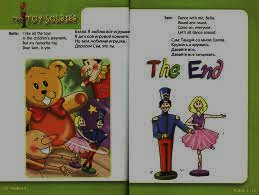 THE TOY SOLDIER
Bella: I like all the toys
In the children's playroom,
But my favourite toy,
Dear Sam, is you.
Белла: Я люблю все игрушки
В детской игровой комнате,
Но моя любимая игрушка,
Дорогой Сэм, это ты.
Sam: Dance with me, Bella,
Round and round,
Come on, everyone,
Let's all dance around.
Сэм: Танцуй со мной, Белла,
Кружись и кружись,
Давайте все,
Давайте все танцевать.
The End